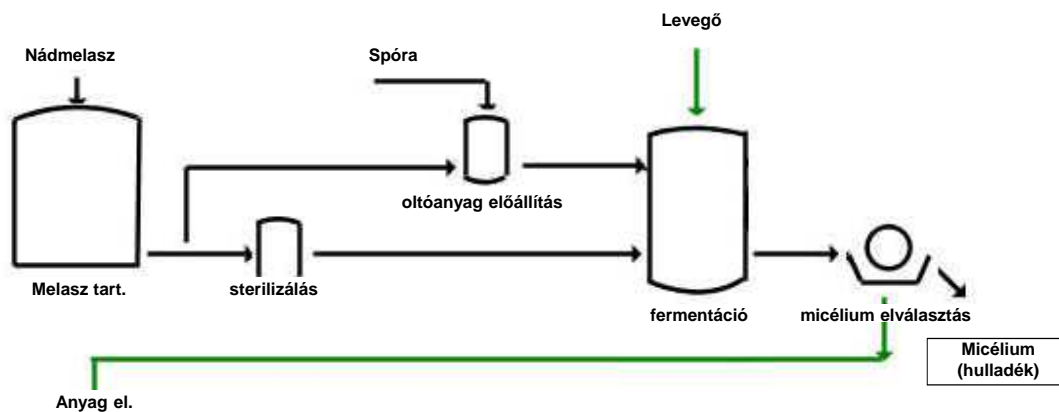 Levegő
Nádmelasz
Spóra
oltóanyag előállítás
Melasz tart.
sterilizálás
fermentáció
micélium elválasztás
Micélium
(hulladék)
Anyag el.